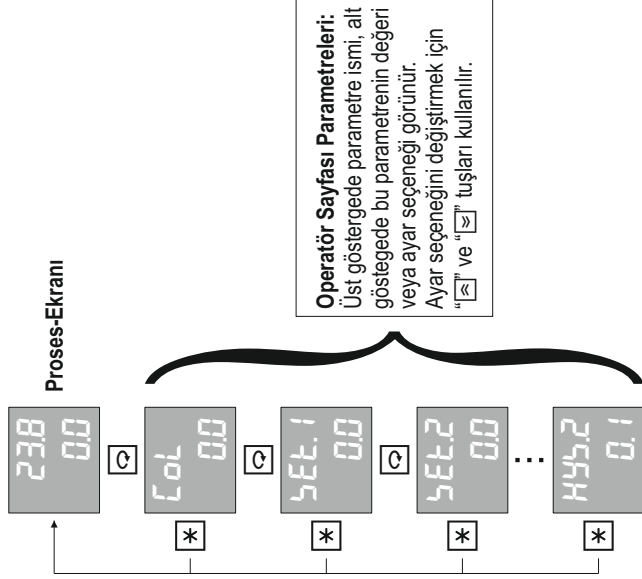 Proses-Ekranı
23.8
0.0
CoL
0.0
SEt.1
0.0
SEt.2
0.0
...
HYS.2
0.1
Operatör Sayfası Parametreleri:
Üst göstergede parametre ismi, alt
göstegede bu parametrenin değeri
veya ayar seçeneği görünür.
Ayar seçeneğini değiştirmek için
“⌃” ve “⌄” tuşları kullanılır.